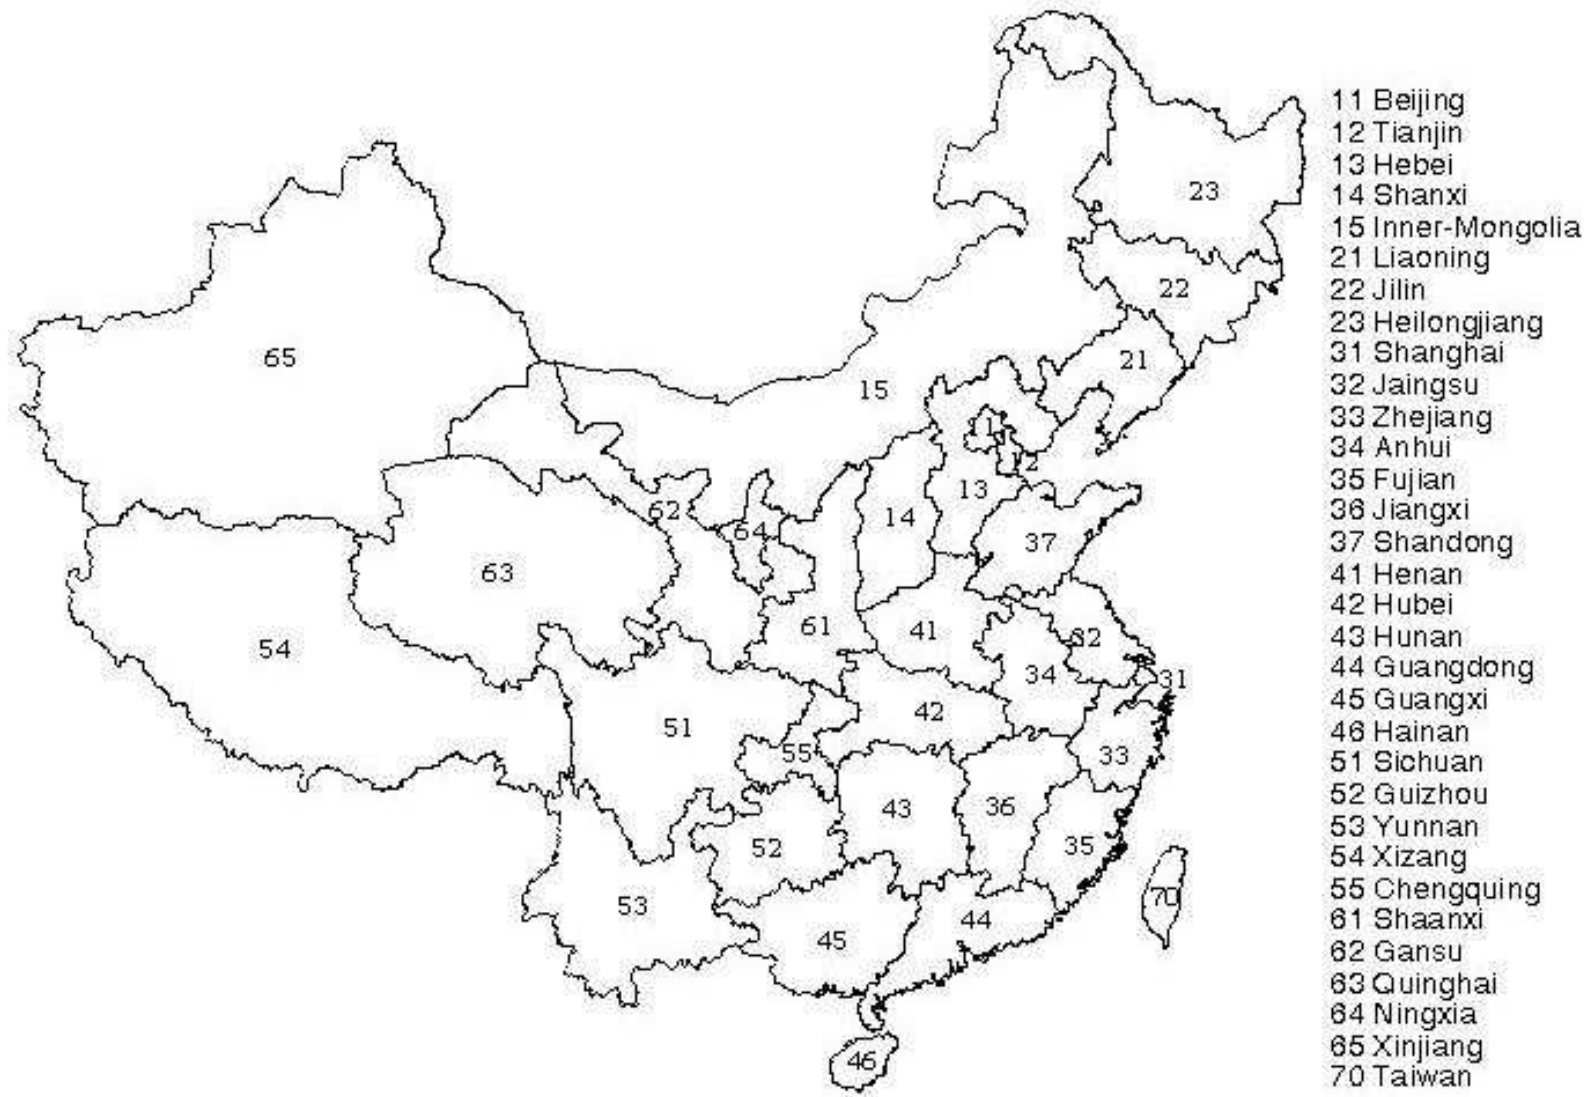 23
22
65
21
15
11
12
13
62
14
64
37
63
61
41
32
54
34
31
51
42
55
33
43
36
52
35
70
53
44
45
46
11 Beijing
12 Tianjin
13 Hebei
14 Shanxi
15 Inner-Mongolia
21 Liaoning
22 Jilin
23 Heilongjiang
31 Shanghai
32 Jaingsu
33 Zhejiang
34 Anhui
35 Fujian
36 Jiangxi
37 Shandong
41 Henan
42 Hubei
43 Hunan
44 Guangdong
45 Guangxi
46 Hainan
51 Sichuan
52 Guizhou
53 Yunnan
54 Xizang
55 Chengquing
61 Shaanxi
62 Gansu
63 Quinghai
64 Ningxia
65 Xinjiang
70 Taiwan